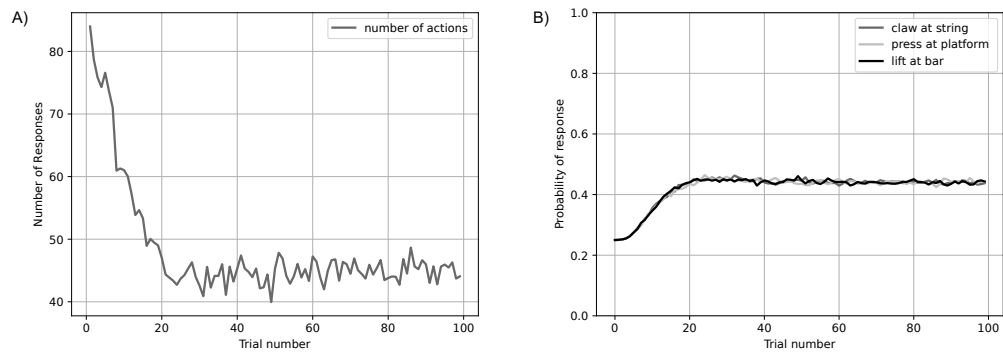 A)
number of actions
80
70
60
50
40
Number of Responses
0 20 40 60 80 100
Trial number
B)
claw at string
press at platform
lift at bar
1.0
0.8
0.6
0.4
0.2
0.0
Probability of response
0 20 40 60 80 100
Trial number